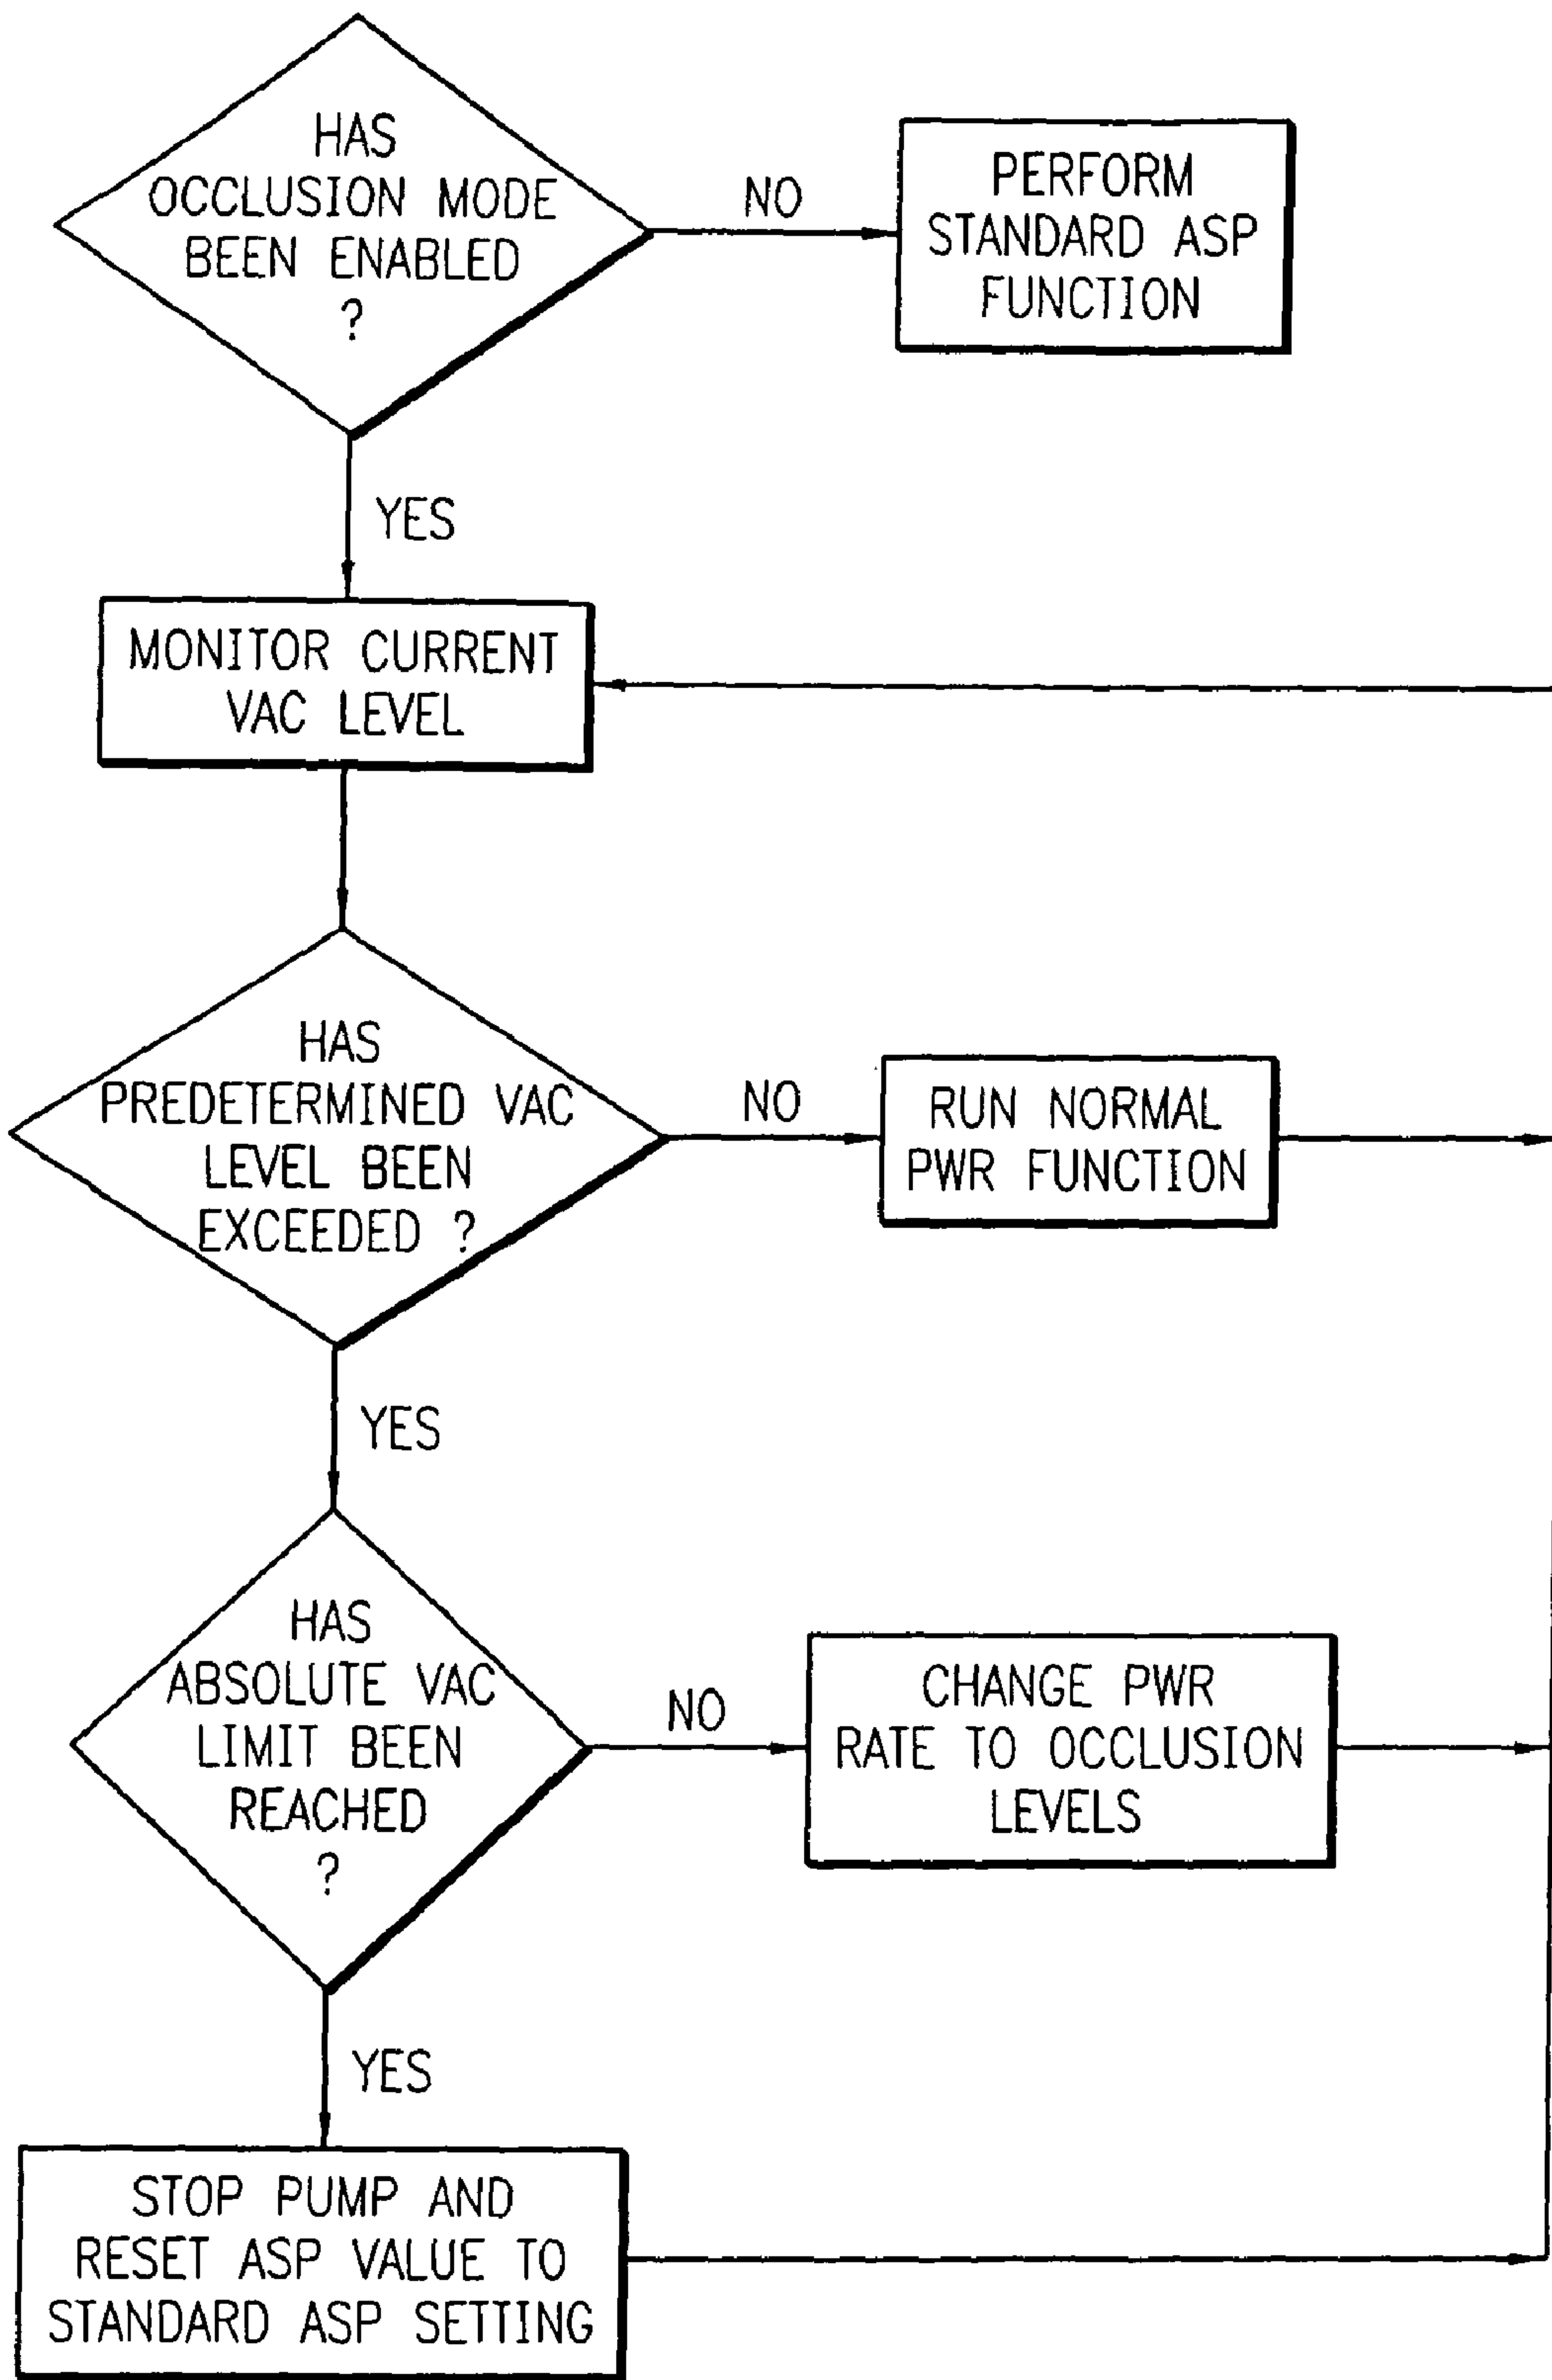 HAS
OCCLUSION MODE
BEEN ENABLED
?
NO
PERFORM
STANDARD ASP
FUNCTION
YES
MONITOR CURRENT
VAC LEVEL
HAS
PREDETERMINED VAC
LEVEL BEEN
EXCEEDED ?
NO
RUN NORMAL
PWR FUNCTION
YES
HAS
ABSOLUTE VAC
LIMIT BEEN
REACHED
?
NO
CHANGE PWR
RATE TO OCCLUSION
LEVELS
YES
STOP PUMP AND
RESET ASP VALUE TO
STANDARD ASP SETTING